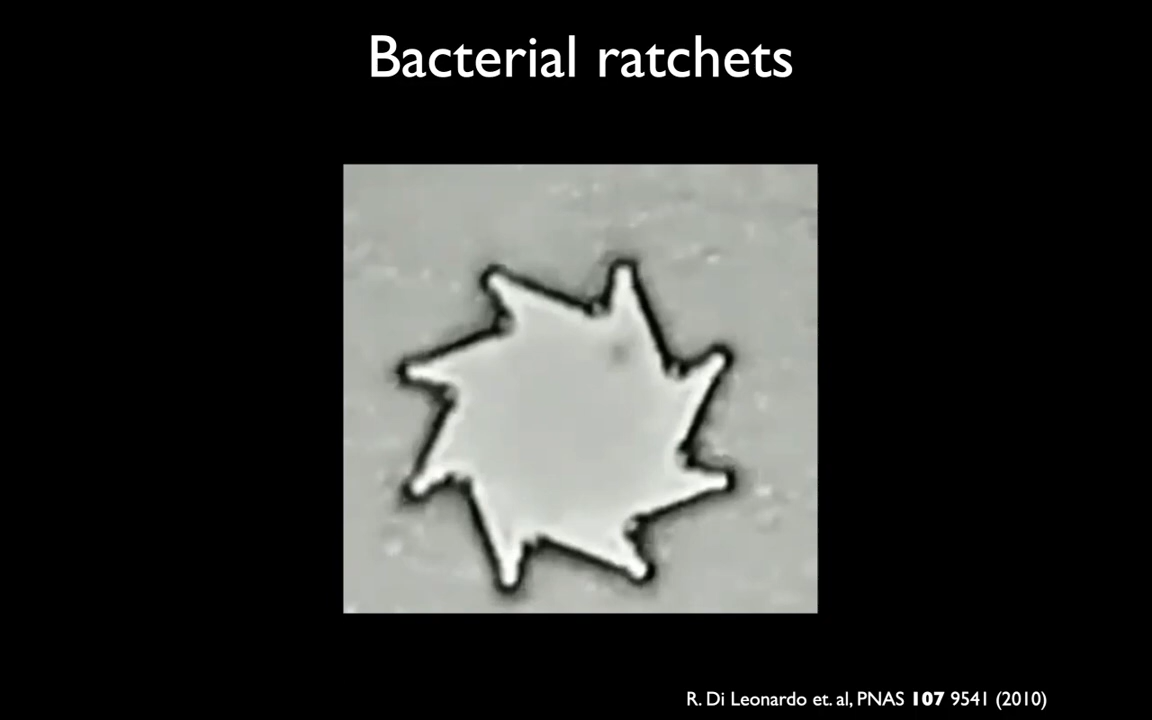 Bacterial ratchets
R. Di Leonardo et. al, PNAS 107 9541 (2010)